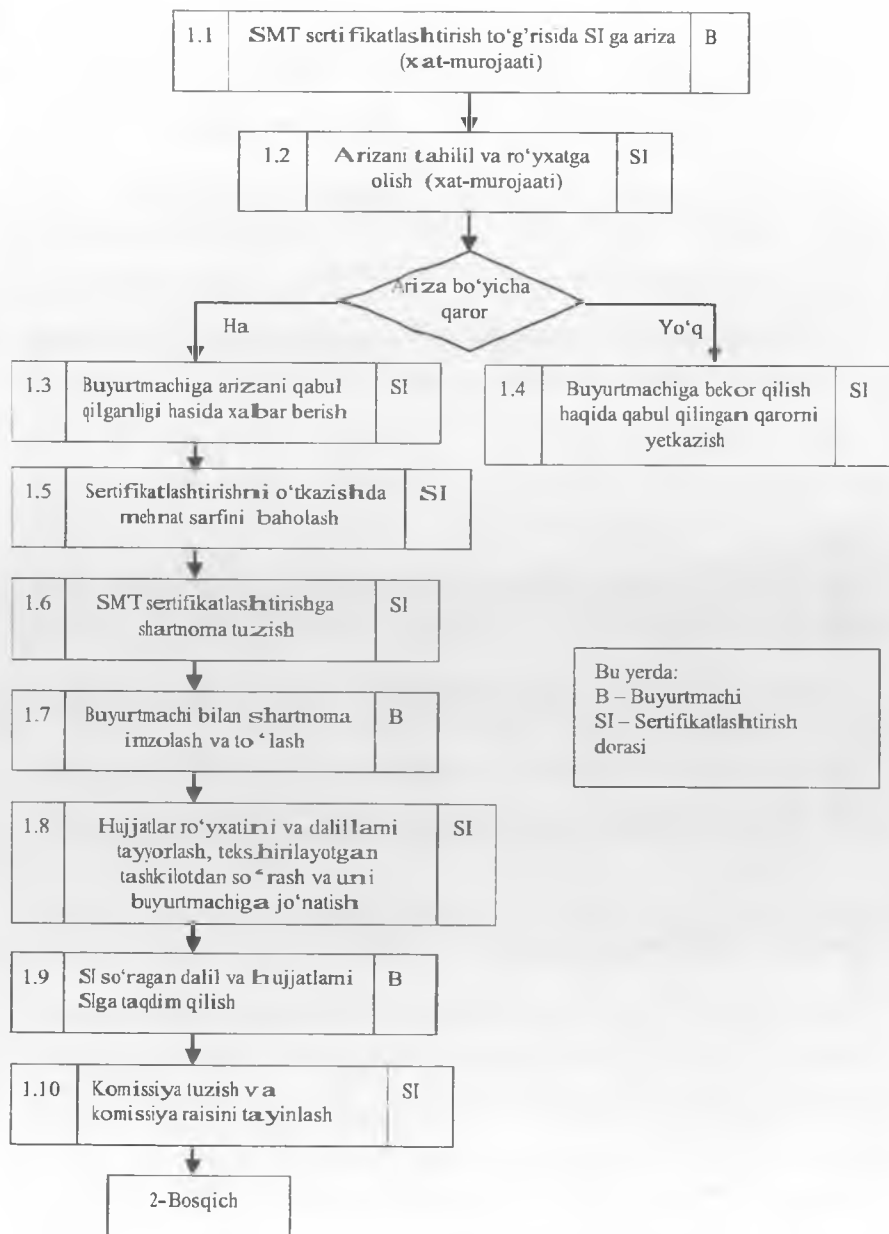 1.1 SMT sertifikatlashtirish to‘g’risida SI ga ariza B
(xat-murojaati)
1.2 Arizani tahilil va ro‘yxatga SI
olish (xat-murojaati)
Ariza bo‘yicha
qaror
Ha
Yo‘q
1.3 Buyurtmachiga arizani qabul SI
qilganligi hasida xabar berish
1.4 Buyurtmachiga bekor qilish SI
haqida qabul qilingan qarorni
yetkazish
1.5 Sertifikatlashtirishni o‘tkazishda SI
mehnat sarfini baholash
1.6 SMT sertifikatlashtirishga SI
shartnoma tuzish
Bu yerda:
B – Buyurtmachi
SI – Sertifikatlashtirish
dorasi
1.7 Buyurtmachi bilan shartnoma B
imzolash va to‘lash
1.8 Hujjatlar ro‘yxatini va dalillarni SI
tayyorlash, tekshirilayotgan
tashkilotdan so‘rash va uni
buyurtmachiga jo‘natish
1.9 SI so‘ragan dalil va hujjatlarni B
SIga taqdim qilish
1.10 Komissiya tuzish va SI
komissiya raisini tayinlash
2-Bosqich